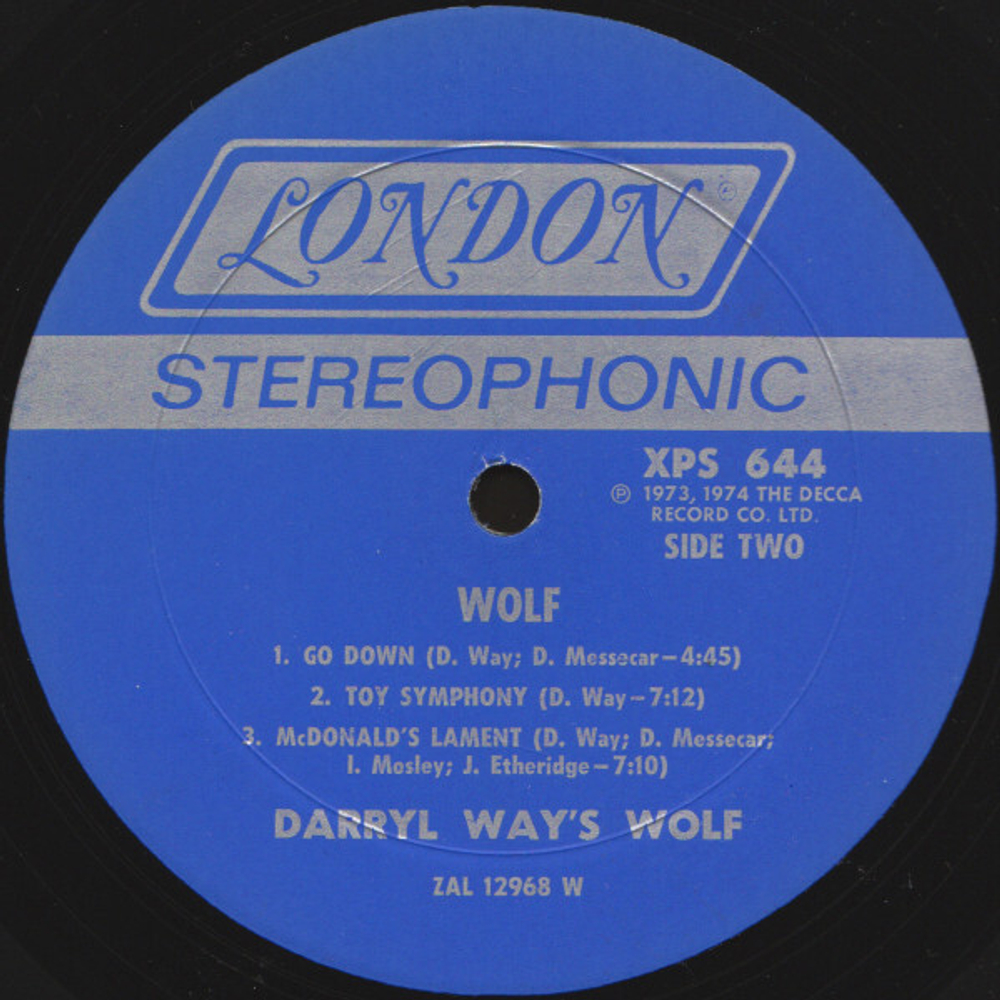 LONDON
STEREOPHONIC
XPS 644
℗ 1973, 1974 THE DECCA
RECORD CO. LTD.
SIDE TWO
WOLF
1. GO DOWN (D. Way; D. Messecar—4:45)
2. TOY SYMPHONY (D. Way—7:12)
3. McDONALD'S LAMENT (D. Way; D. Messecar;
I. Mosley; J. Etheridge—7:10)
DARRYL WAY'S WOLF
ZAL 12968 W